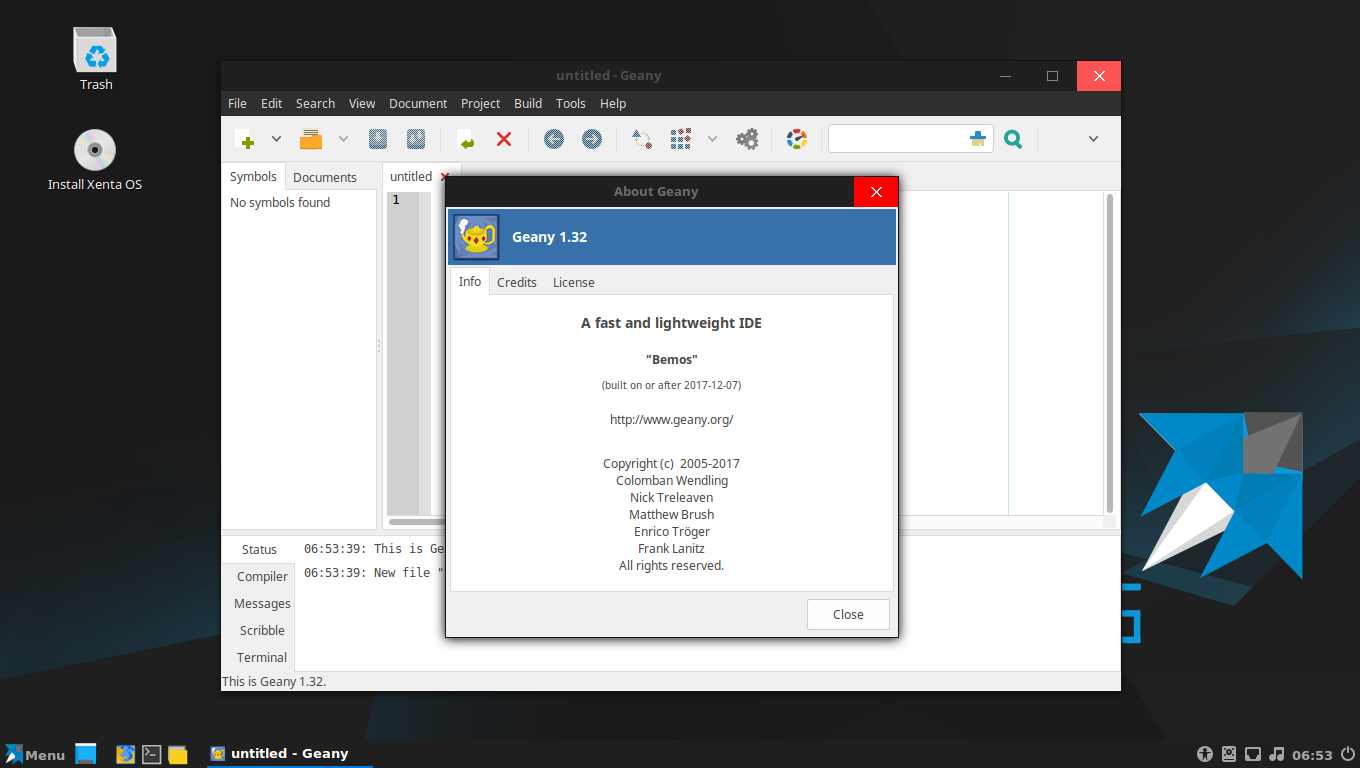 Trash
Install Xenta OS
untitled - Geany
File Edit Search View Document Project Build Tools Help
Symbols Documents
untitled
No symbols found
1
About Geany
Geany 1.32
Info Credits License
A fast and lightweight IDE
"Bemos"
(built on or after 2017-12-07)
http://www.geany.org/
Copyright (c) 2005-2017
Colomban Wendling
Nick Treleaven
Matthew Brush
Enrico Tröger
Frank Lanitz
All rights reserved.
Close
Status
Compiler
Messages
Scribble
Terminal
06:53:39: This is Ge
06:53:39: New file "
This is Geany 1.32.
Menu
untitled - Geany
06:53